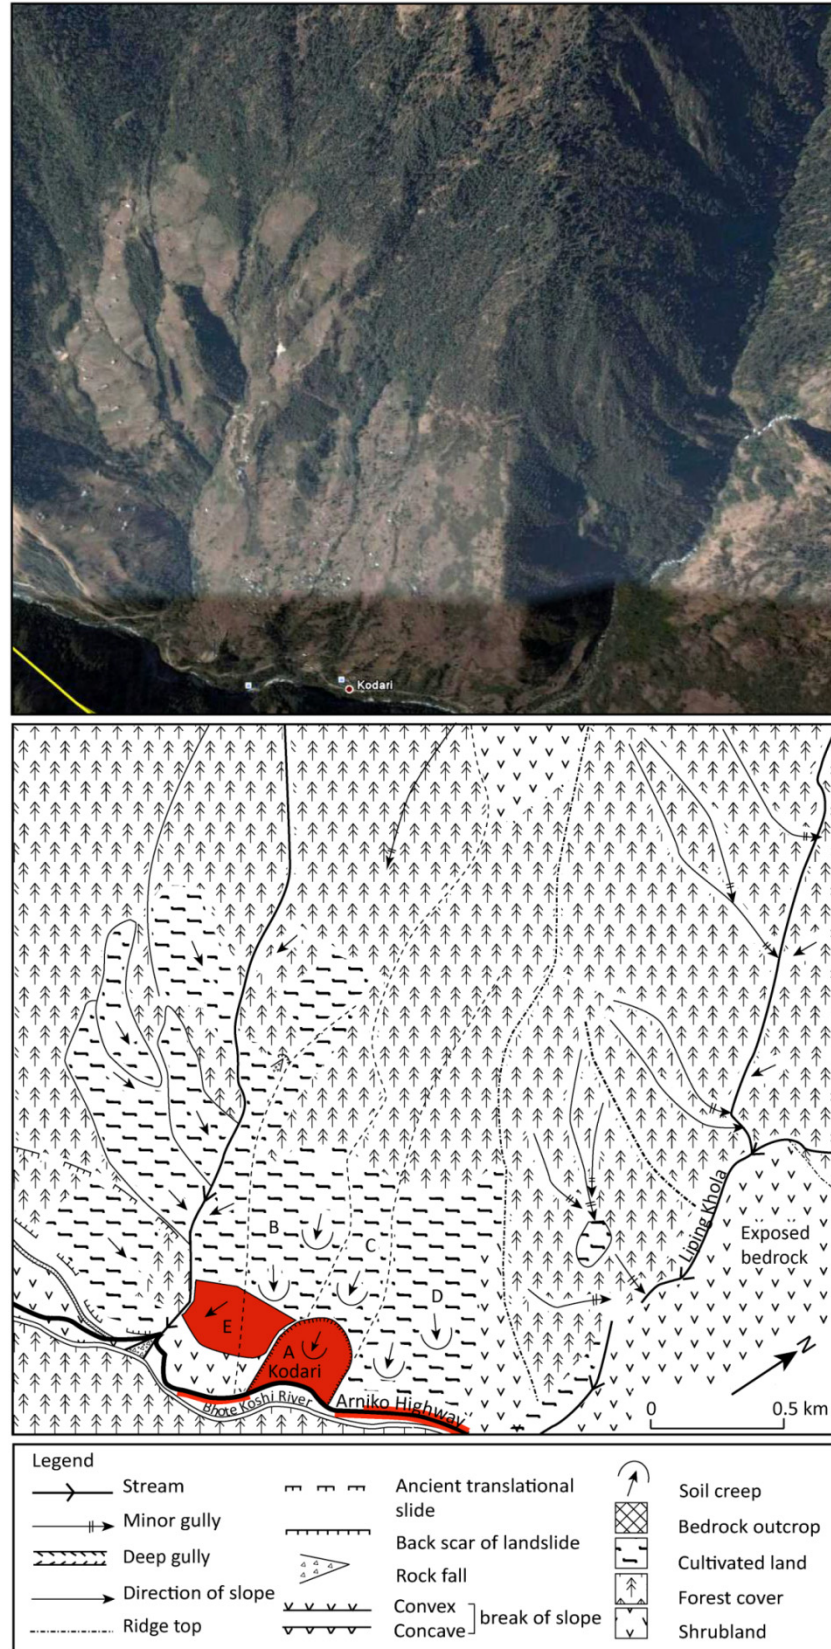 Kodari
B
C
D
E
A
Kodari
Bhote Koshi River
Arniko Highway
Liping Khola
Exposed
bedrock
N
0
0.5 km
Legend
Stream
Minor gully
Deep gully
Direction of slope
Ridge top
Ancient translational
slide
Back scar of landslide
Rock fall
Convex
Concave
break of slope
Soil creep
Bedrock outcrop
Cultivated land
Forest cover
Shrubland